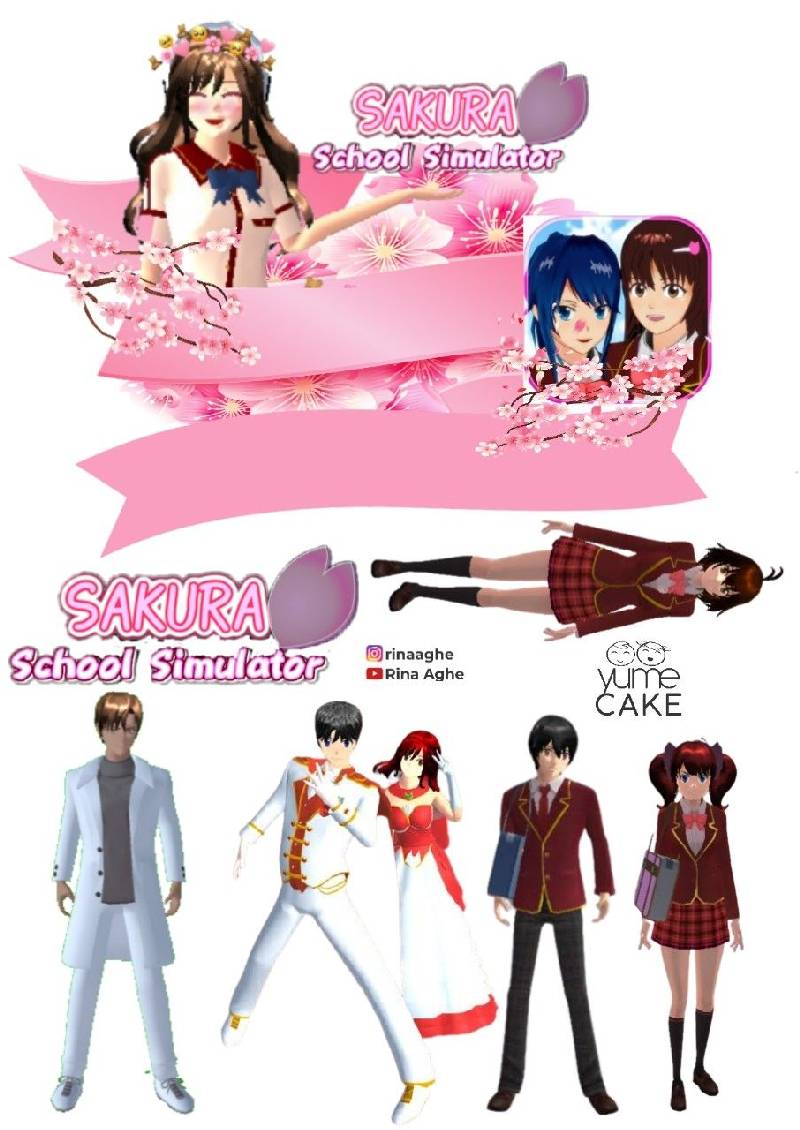 SAKURA
School Simulator
SAKURA
School Simulator
rinaaghe
Rina Aghe
yume
CAKE